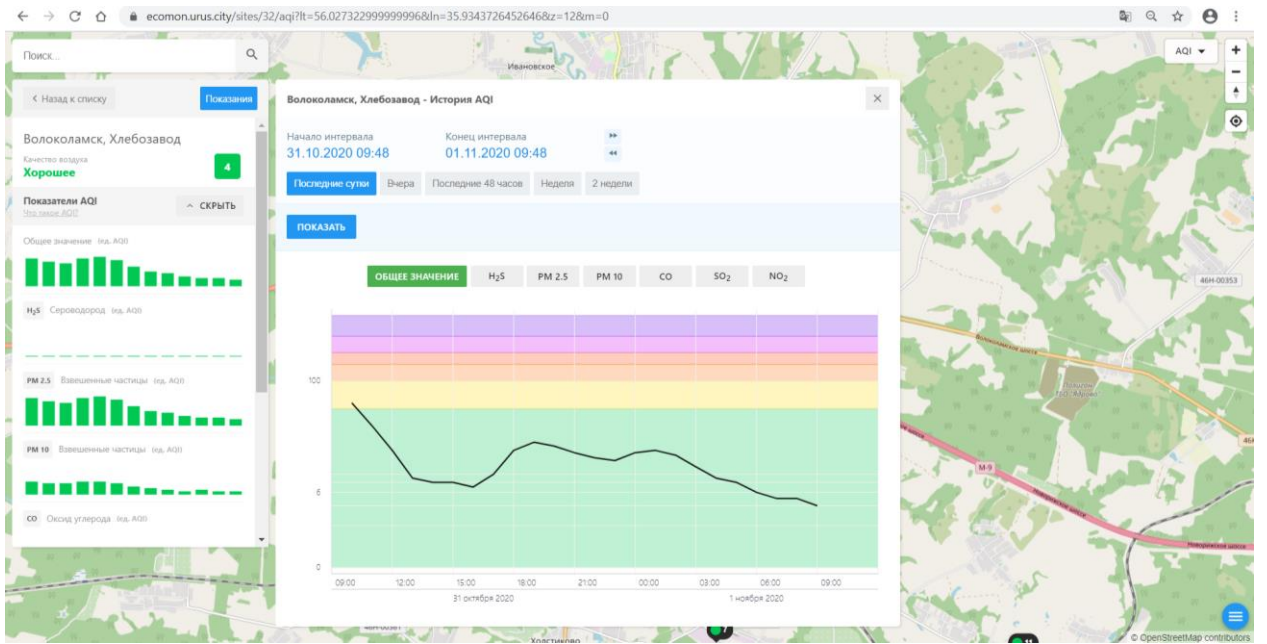 ecomon.urus.city/sites/32/aqi?lt=56.027322999999996&ln=35.9343726452646&z=12&m=0
Поиск...
Ивановское
AQI
Назад к списку
Показания
Волоколамск, Хлебозавод - История AQI
Волоколамск, Хлебозавод
Качество воздуха
Хорошее
4
Начало интервала
Конец интервала
31.10.2020 09:48
01.11.2020 09:48
Последние сутки
Вчера
Последние 48 часов
Неделя
2 недели
Показатели AQI
Что такое AQI?
СКРЫТЬ
ПОКАЗАТЬ
Общее значение (ед. AQI)
ОБЩЕЕ ЗНАЧЕНИЕ
H₂S
PM 2.5
PM 10
CO
SO₂
NO₂
H₂S Сероводород (ед. AQI)
PM 2.5 Взвешенные частицы (ед. AQI)
PM 10 Взвешенные частицы (ед. AQI)
CO Оксид углерода (ед. AQI)
100
6
0
09:00 12:00 15:00 18:00 21:00 00:00 03:00 06:00 09:00
31 октября 2020
1 ноября 2020
46Н-00353
Волоколамское шоссе
М-9
Новорижское шоссе
Новорижское шоссе
Холстиково
7
11
© OpenStreetMap contributors